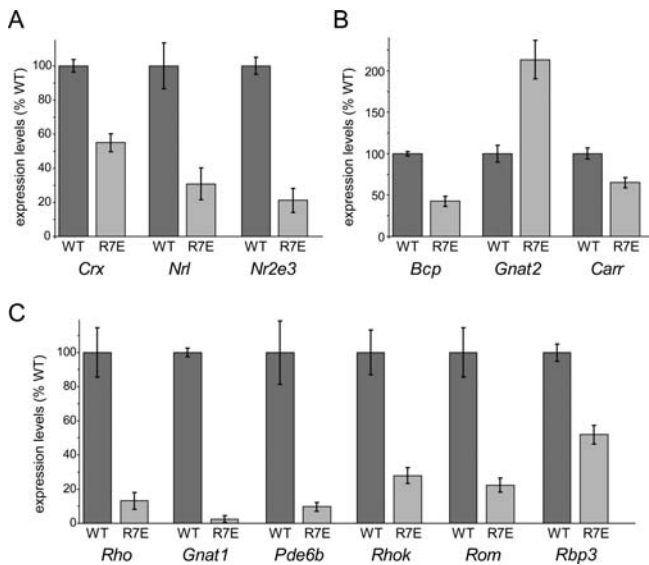 A
expression levels (% WT)
100
80
60
40
20
0
WT R7E WT R7E WT R7E
Crx Nrl Nr2e3
B
expression levels (% WT)
200
150
100
50
0
WT R7E WT R7E WT R7E
Bcp Gnat2 Carr
C
expression levels (% WT)
100
80
60
40
20
0
WT R7E WT R7E WT R7E WT R7E WT R7E WT R7E
Rho Gnat1 Pde6b Rhok Rom Rbp3